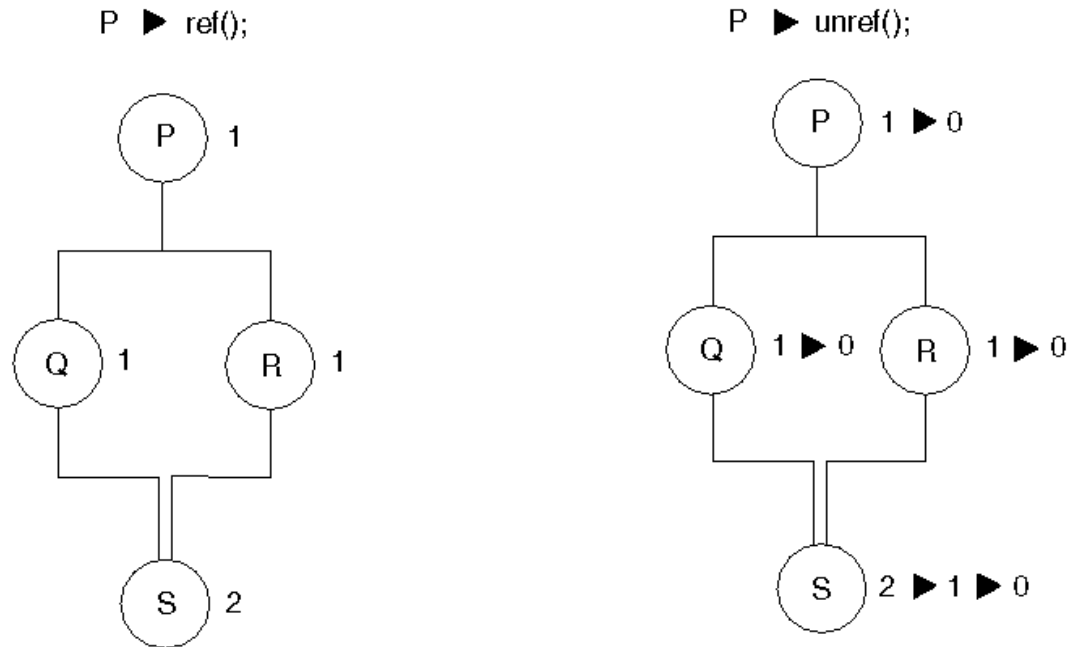 P ▶ ref();
P 1
Q 1 R 1
S 2
P ▶ unref();
P 1 ▶ 0
Q 1 ▶ 0 R 1 ▶ 0
S 2 ▶ 1 ▶ 0